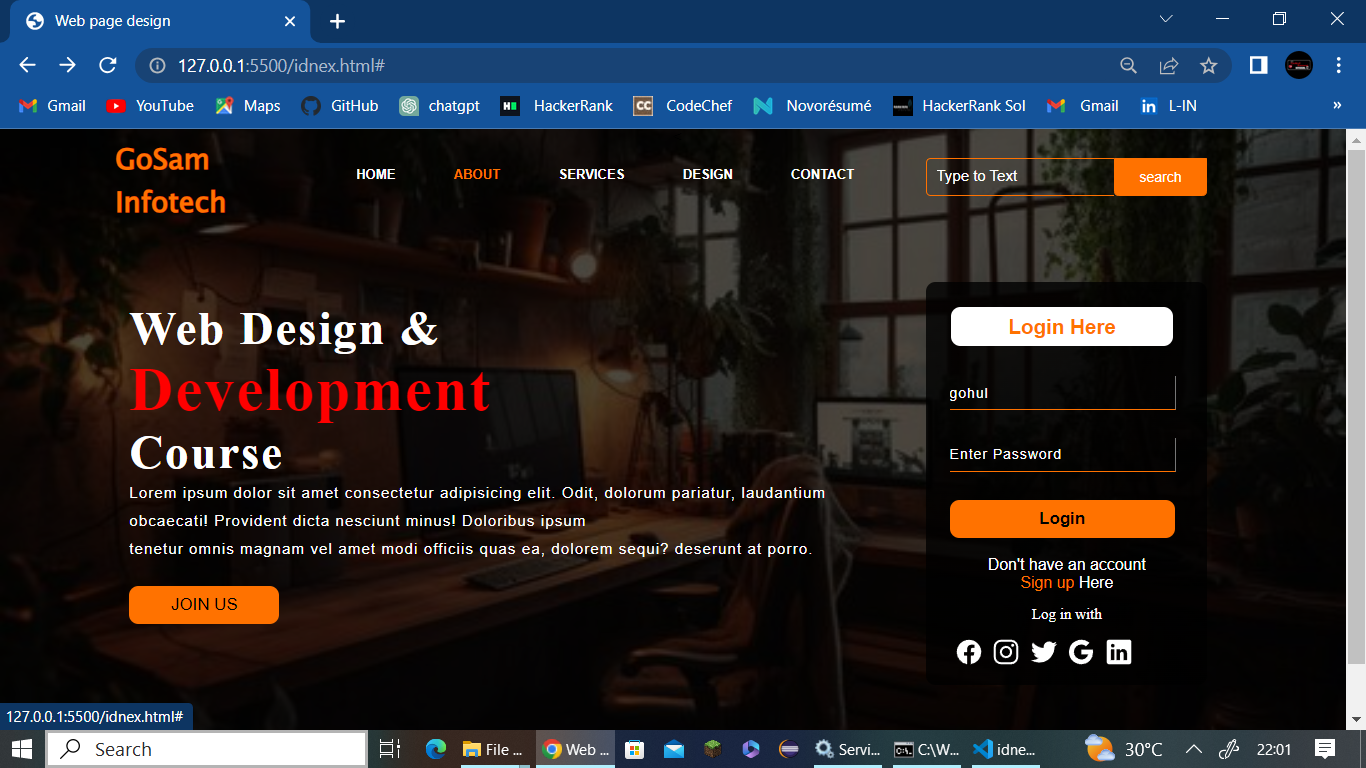 Web page design
127.0.0.1:5500/idnex.html#
Gmail YouTube Maps GitHub chatgpt HackerRank CodeChef Novorésumé HackerRank Sol Gmail L-IN »
GoSam
Infotech
HOME ABOUT SERVICES DESIGN CONTACT
Type to Text search
Web Design &
Development
Course
Lorem ipsum dolor sit amet consectetur adipisicing elit. Odit, dolorum pariatur, laudantium
obcaecati! Provident dicta nesciunt minus! Doloribus ipsum
tenetur omnis magnam vel amet modi officiis quas ea, dolorem sequi? deserunt at porro.
JOIN US
Login Here
gohul
Enter Password
Login
Don't have an account
Sign up Here
Log in with
127.0.0.1:5500/idnex.html#
Search File ... Web ... Servi... C:\W... idne... 30°C 22:01